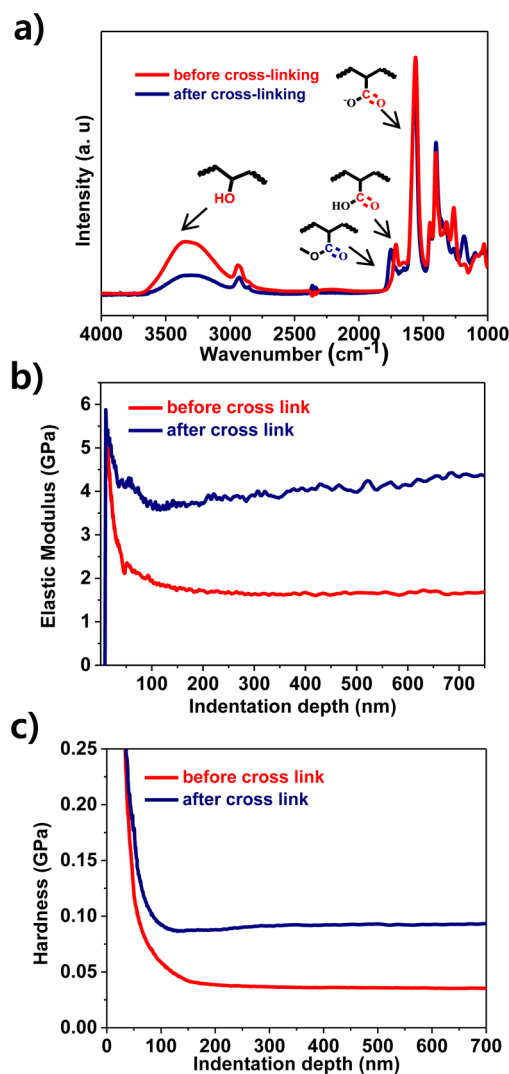 a)
before cross-linking
after cross-linking
-O C O
HO
HO C O
O C O
Intensity (a. u)
4000 3500 3000 2500 2000 1500 1000
Wavenumber (cm-1)
b)
before cross link
after cross link
Elastic Modulus (GPa)
6
5
4
3
2
1
0
100 200 300 400 500 600 700
Indentation depth (nm)
c)
before cross link
after cross link
Hardness (GPa)
0.25
0.20
0.15
0.10
0.05
0.00
0 100 200 300 400 500 600 700
Indentation depth (nm)